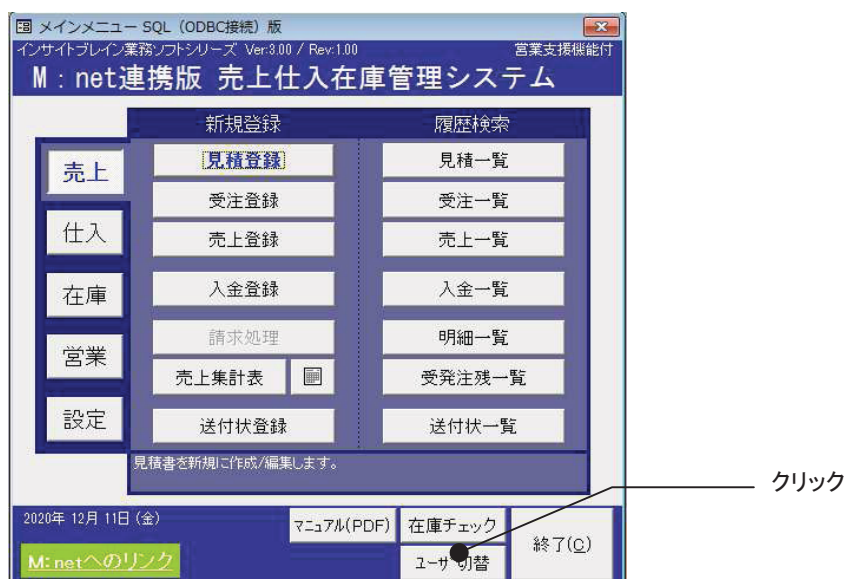 メインメニュー SQL（ODBC接続）版
インサイトブレイン業務ソフトシリーズ Ver:3.00 / Rev:1.00
営業支援機能付
M：net連携版 売上仕入在庫管理システム
新規登録
履歴検索
売上
仕入
在庫
営業
設定
見積登録
見積一覧
受注登録
受注一覧
売上登録
売上一覧
入金登録
入金一覧
請求処理
明細一覧
売上集計表
受発注残一覧
送付状登録
送付状一覧
見積書を新規に作成/編集します。
クリック
2020年 12月 11日 (金)
マニュアル(PDF)
在庫チェック
終了(C)
M:netへのリンク
ユーザ 切替